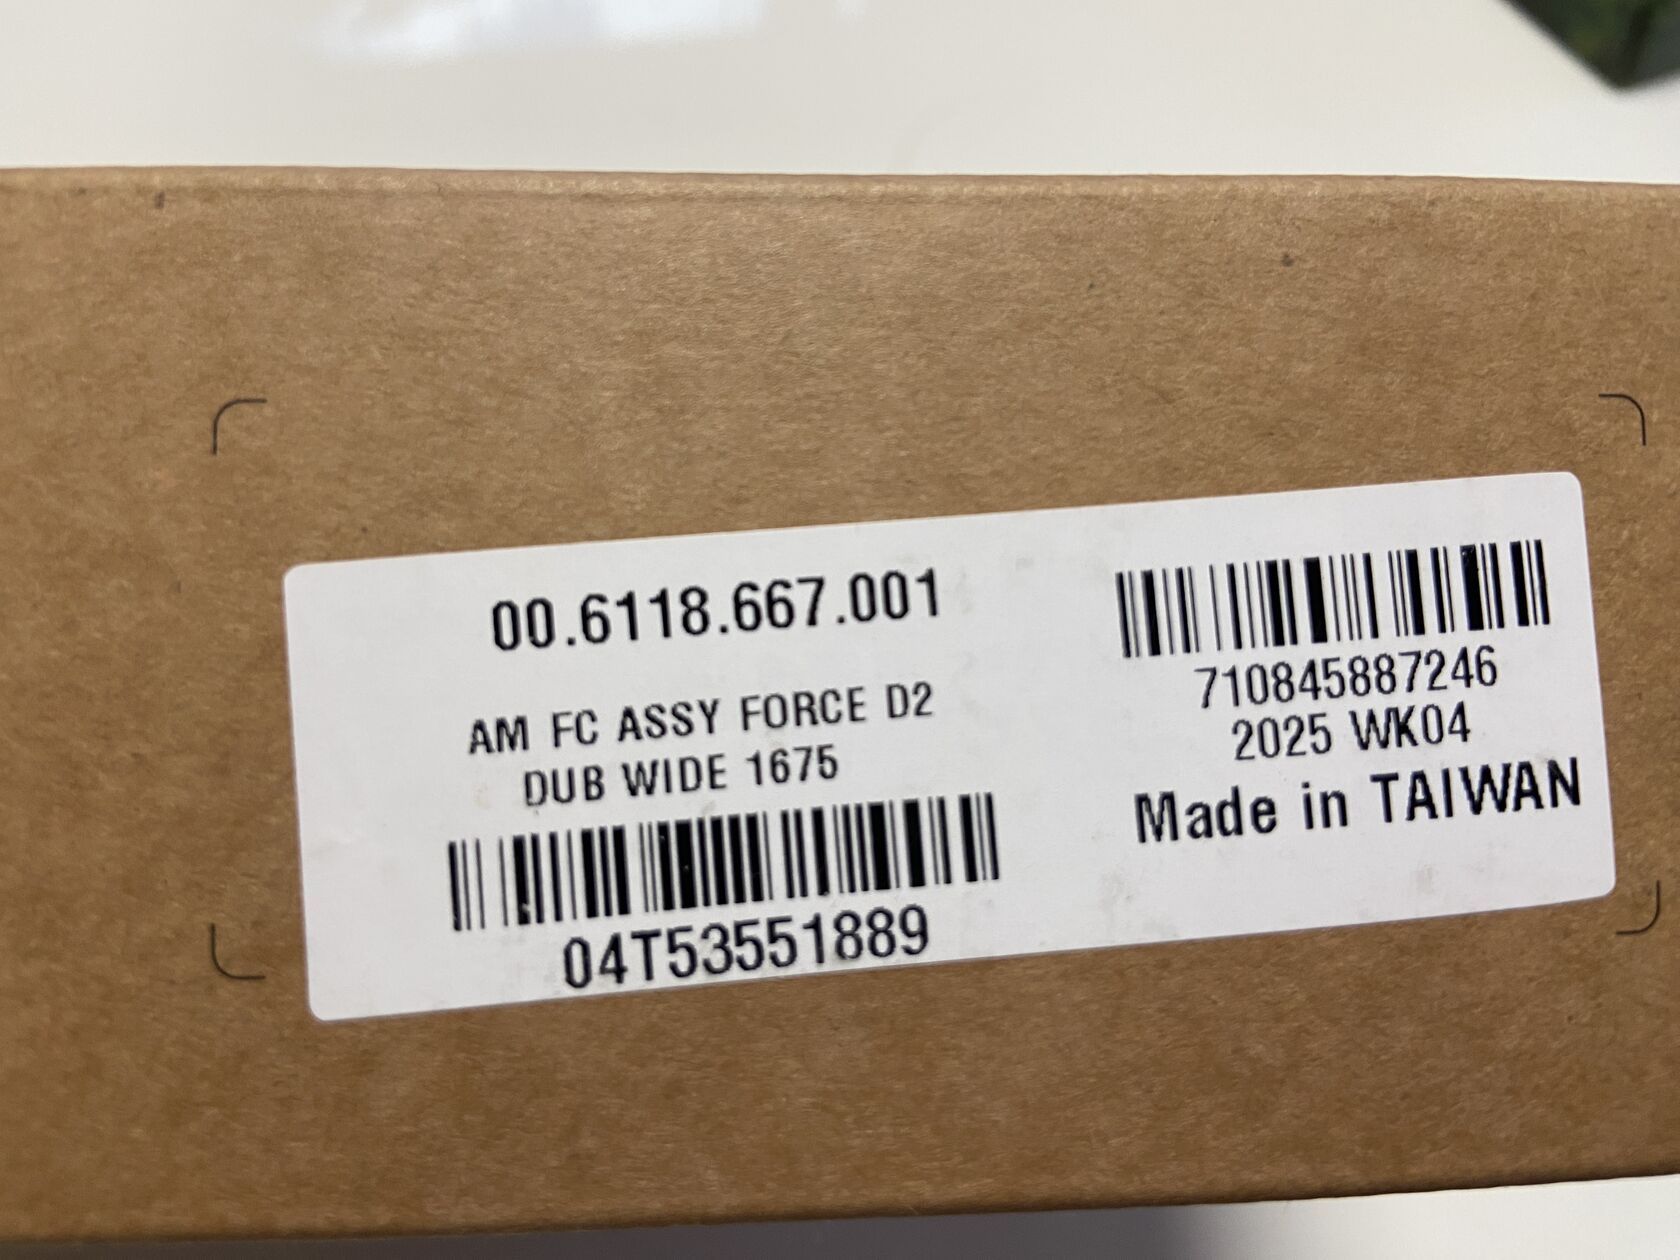 00.6118.667.001
AM FC ASSY FORCE D2
DUB WIDE 1675
04T53551889
710845887246
2025 WK04
Made in TAIWAN